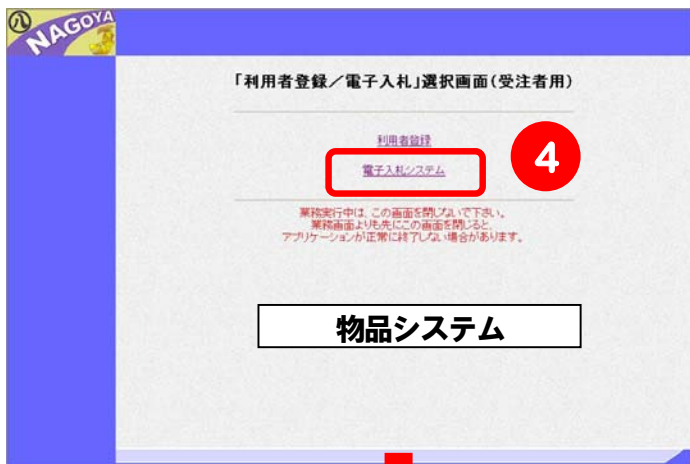 八
NAGOYA
「利用者登録／電子入札」選択画面(受注者用)
利用者登録
電子入札システム
4
業務実行中は、この画面を閉じないで下さい。
業務画面よりも先にこの画面を閉じると、
アプリケーションが正常に終了しない場合があります。
物品システム